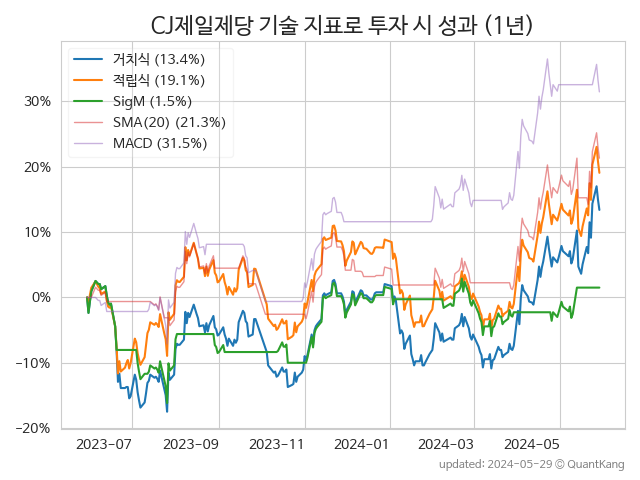 CJ제일제당 기술 지표로 투자 시 성과 (1년)
거치식 (13.4%)
적립식 (19.1%)
SigM (1.5%)
SMA(20) (21.3%)
MACD (31.5%)
30%
20%
10%
0%
−10%
−20%
2023-07 2023-09 2023-11 2024-01 2024-03 2024-05
updated: 2024-05-29 © QuantKang